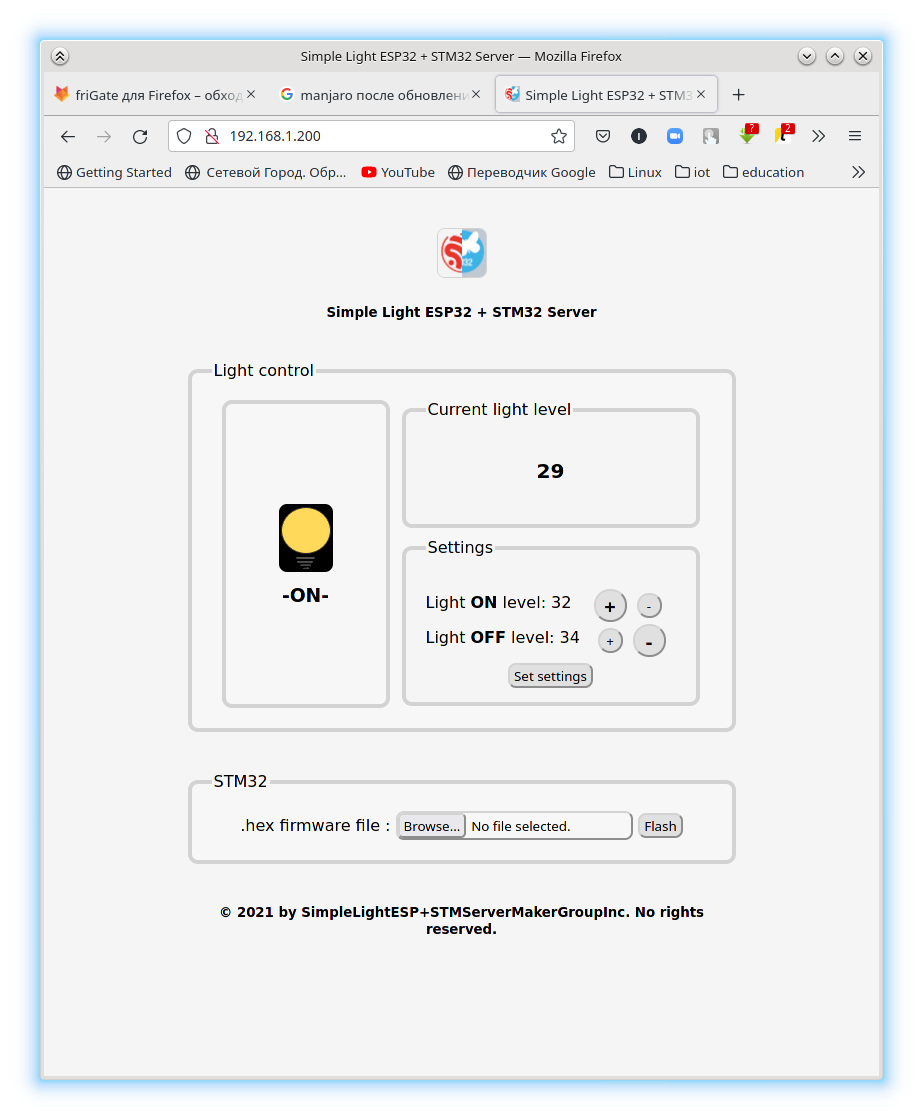 Simple Light ESP32 + STM32 Server — Mozilla Firefox
friGate для Firefox – обход
manjaro после обновлени
Simple Light ESP32 + STM3
192.168.1.200
?
2
Getting Started
Сетевой Город. Обр...
YouTube
Переводчик Google
Linux
iot
education
Simple Light ESP32 + STM32 Server
Light control
-ON-
Current light level
29
Settings
Light ON level: 32 + -
Light OFF level: 34 + -
Set settings
STM32
.hex firmware file : Browse... No file selected. Flash
© 2021 by SimpleLightESP+STMServerMakerGroupInc. No rights
reserved.